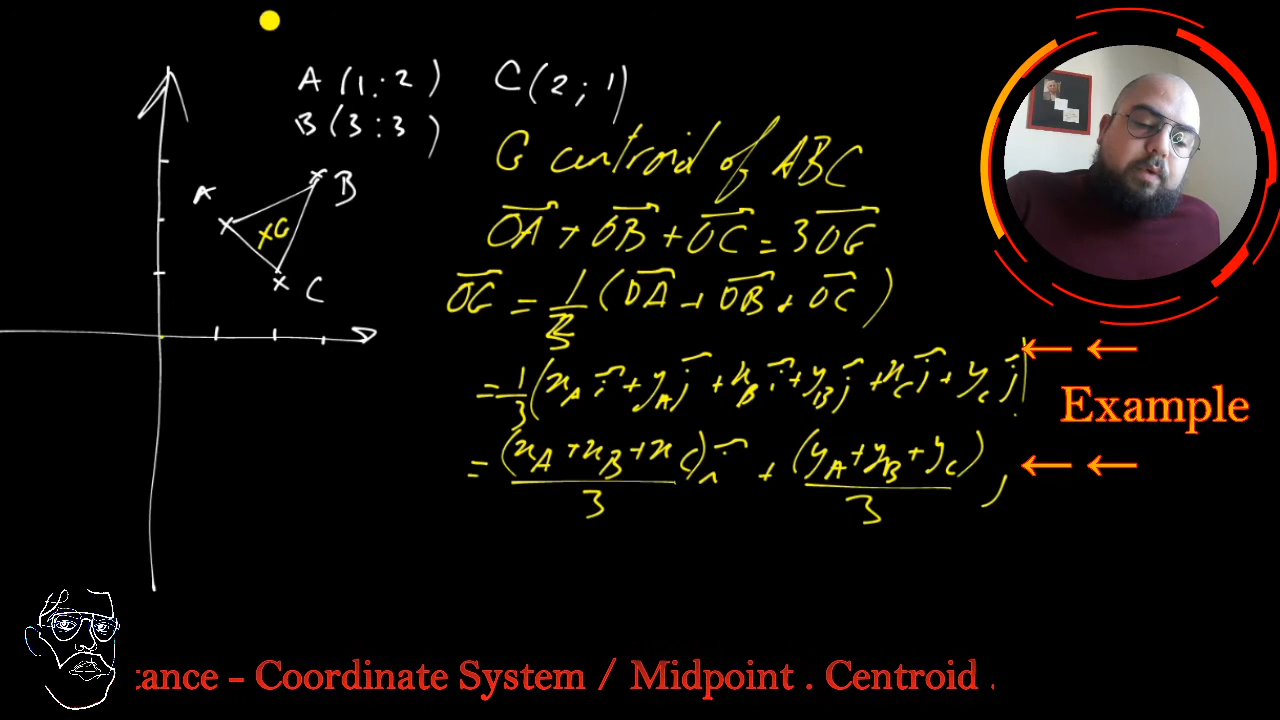 A (1 ; 2) C (2 ; 1)
B (3 ; 3)
G centroid of ABC
A
B
G
C
OA + OB + OC = 3OG
OG = 1/3 (OA + OB + OC)
= 1/3 (xA i + yA j + xB i + yB j + xC i + yC j)
= (xA + xB + xC)/3 i + (yA + yB + yC)/3 j
Example
tance – Coordinate System / Midpoint . Centroid .